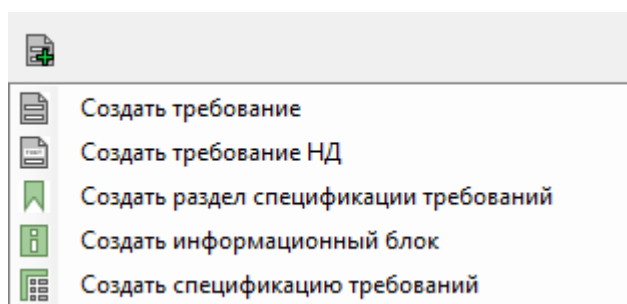 Создать требование
Создать требование НД
Создать раздел спецификации требований
Создать информационный блок
Создать спецификацию требований